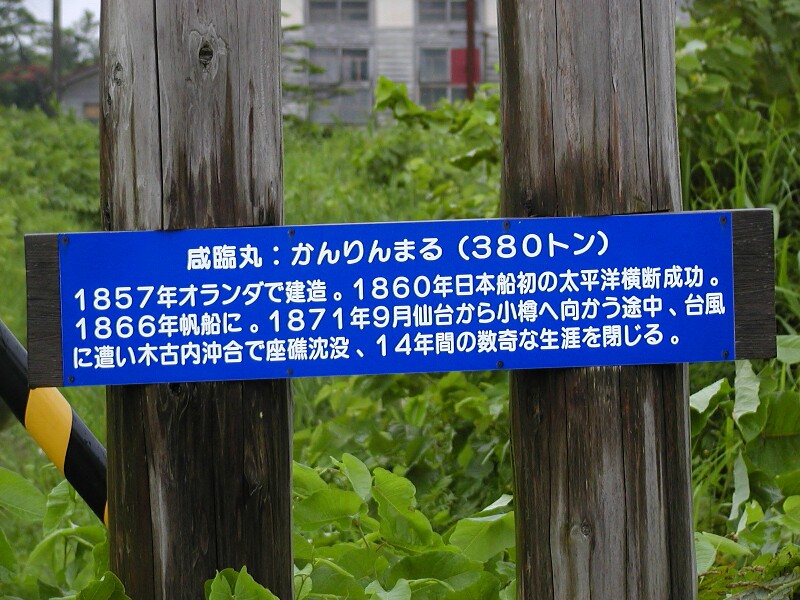 咸臨丸：かんりんまる（３８０トン）
１８５７年オランダで建造。１８６０年日本船初の太平洋横断成功。
１８６６年帆船に。１８７１年９月仙台から小樽へ向かう途中、台風
に遭い木古内沖合で座礁沈没、１４年間の数奇な生涯を閉じる。